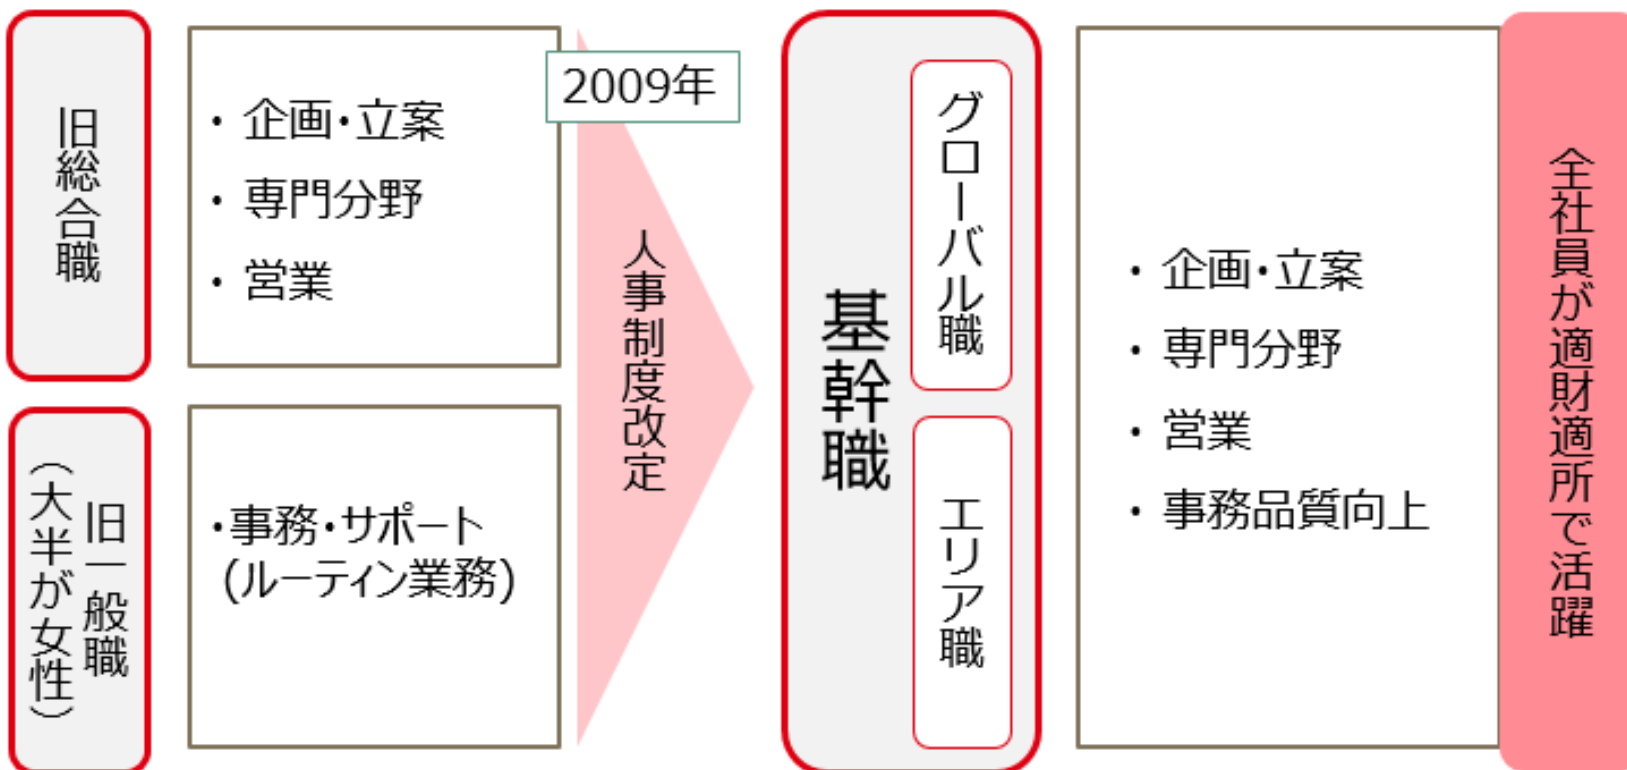 旧総合職
・ 企画・立案
・ 専門分野
・ 営業
旧一般職
（大半が女性）
・事務・サポート
(ルーティン業務)
2009年
人事制度改定
基幹職
グローバル職
エリア職
・ 企画・立案
・ 専門分野
・ 営業
・ 事務品質向上
全社員が適財適所で活躍